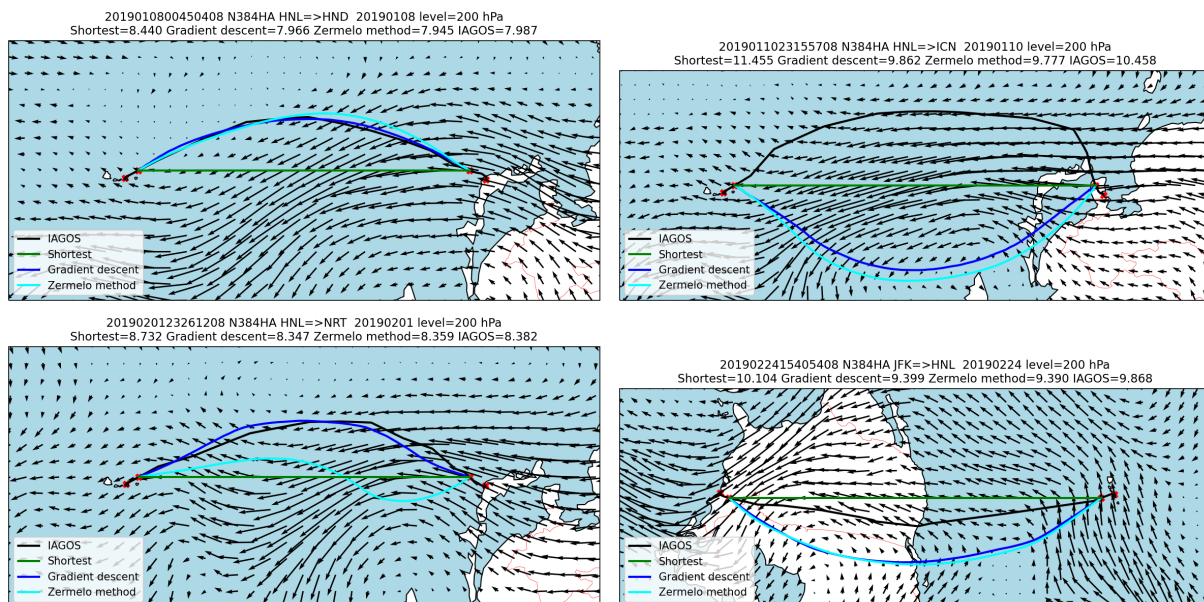 2019010800450408 N384HA HNL=>HND 20190108 level=200 hPa
Shortest=8.440 Gradient descent=7.966 Zermelo method=7.945 IAGOS=7.987
IAGOS
Shortest
Gradient descent
Zermelo method
2019011023155708 N384HA HNL=>ICN 20190110 level=200 hPa
Shortest=11.455 Gradient descent=9.862 Zermelo method=9.777 IAGOS=10.458
IAGOS
Shortest
Gradient descent
Zermelo method
2019020123261208 N384HA HNL=>NRT 20190201 level=200 hPa
Shortest=8.732 Gradient descent=8.347 Zermelo method=8.359 IAGOS=8.382
IAGOS
Shortest
Gradient descent
Zermelo method
2019022415405408 N384HA JFK=>HNL 20190224 level=200 hPa
Shortest=10.104 Gradient descent=9.399 Zermelo method=9.390 IAGOS=9.868
IAGOS
Shortest
Gradient descent
Zermelo method